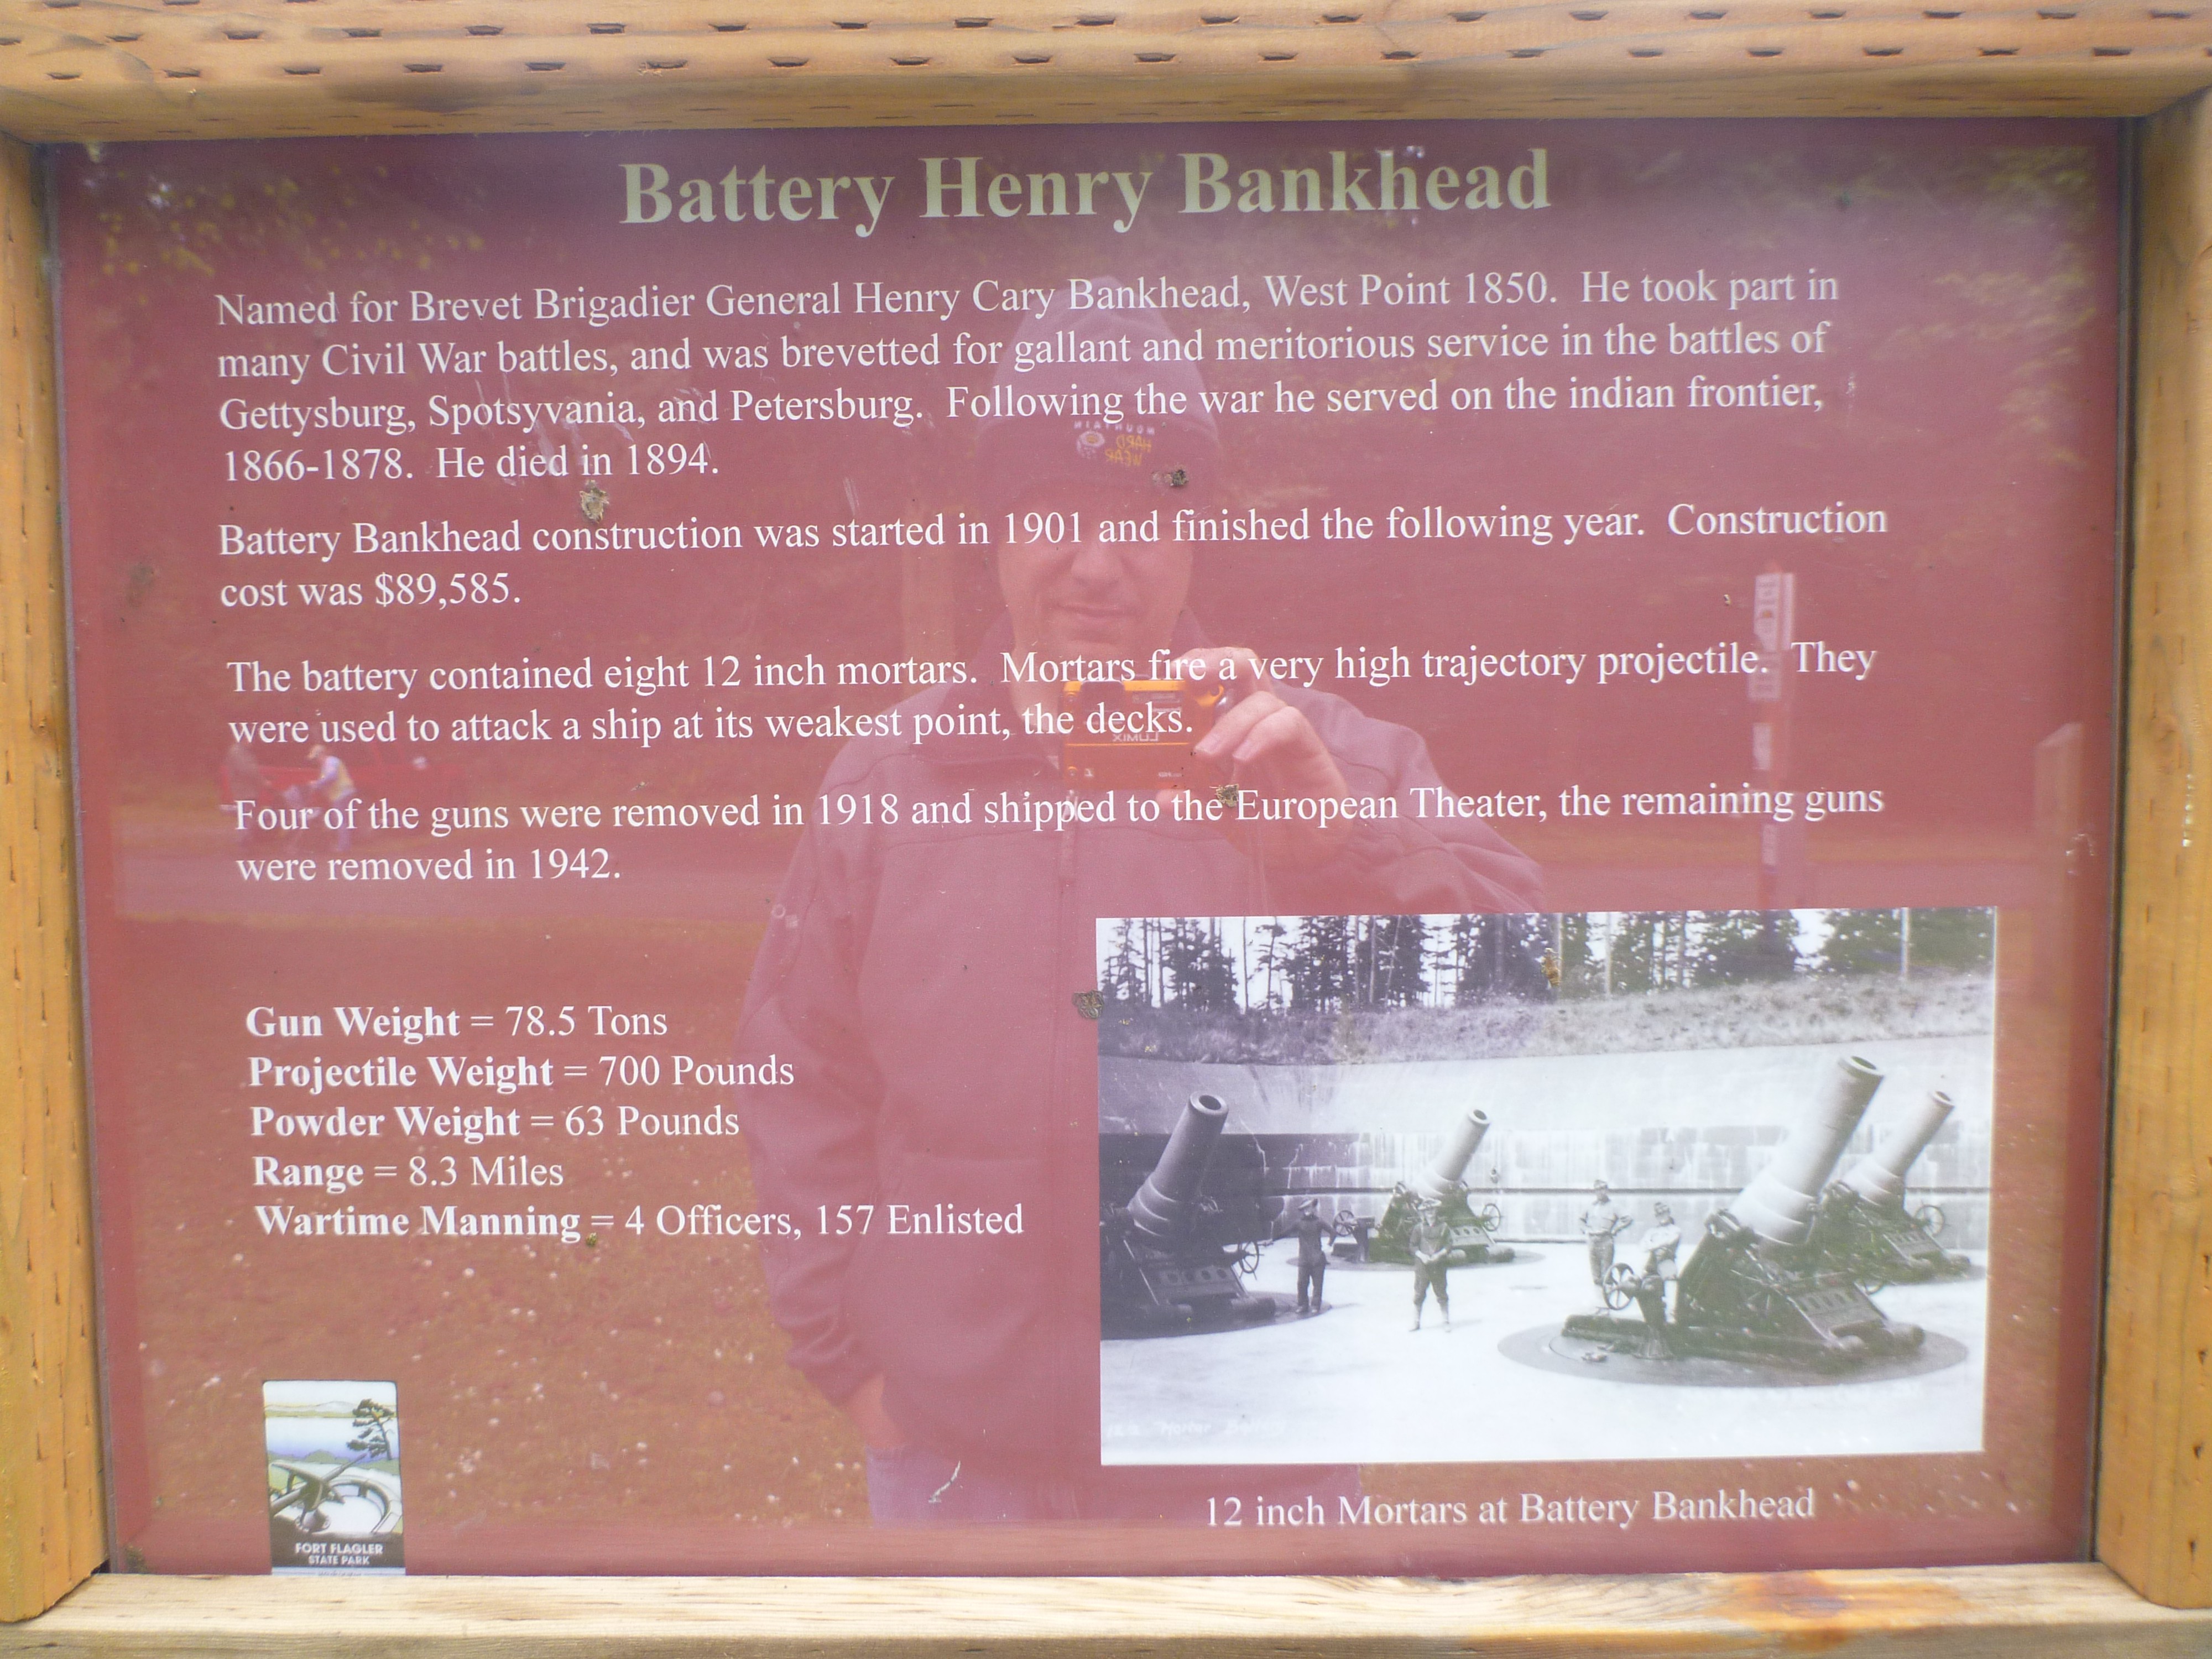 Battery Henry Bankhead
Named for Brevet Brigadier General Henry Cary Bankhead, West Point 1850. He took part in
many Civil War battles, and was brevetted for gallant and meritorious service in the battles of
Gettysburg, Spotsyvania, and Petersburg. Following the war he served on the indian frontier,
1866-1878. He died in 1894.
Battery Bankhead construction was started in 1901 and finished the following year. Construction
cost was $89,585.
The battery contained eight 12 inch mortars. Mortars fire a very high trajectory projectile. They
were used to attack a ship at its weakest point, the decks.
Four of the guns were removed in 1918 and shipped to the European Theater, the remaining guns
were removed in 1942.
Gun Weight = 78.5 Tons
Projectile Weight = 700 Pounds
Powder Weight = 63 Pounds
Range = 8.3 Miles
Wartime Manning = 4 Officers, 157 Enlisted
12 inch Mortars at Battery Bankhead
FORT FLAGLER
STATE PARK
MOUNTAIN
HARD
WEAR
LUMIX